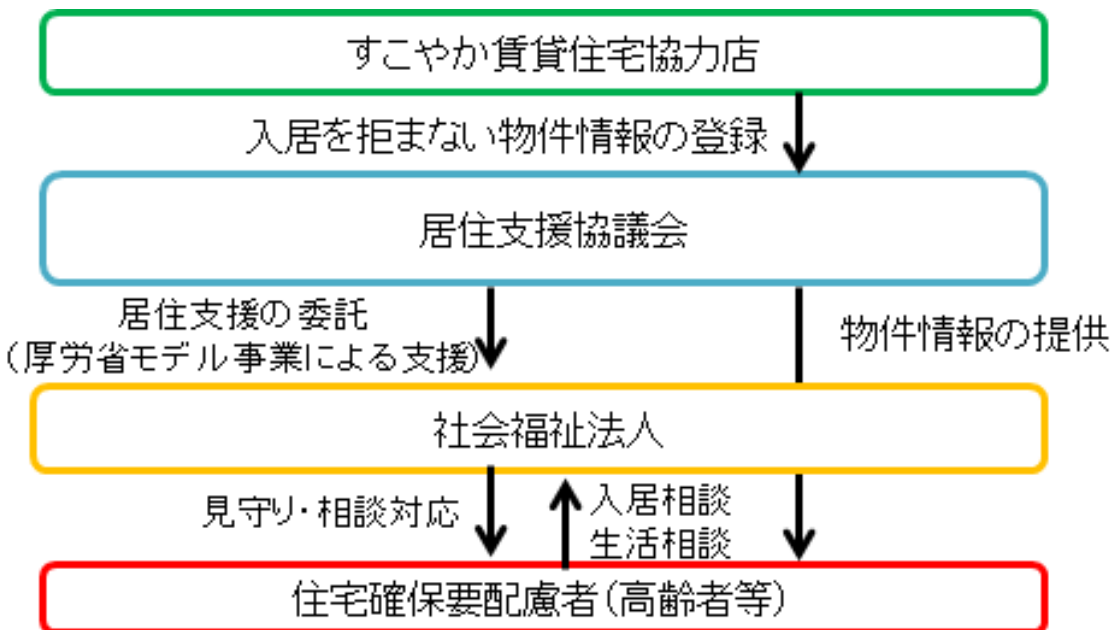 すこやか賃貸住宅協力店
入居を拒まない物件情報の登録
居住支援協議会
居住支援の委託
(厚労省モデル事業による支援)
物件情報の提供
社会福祉法人
見守り・相談対応
入居相談
生活相談
住宅確保要配慮者(高齢者等)